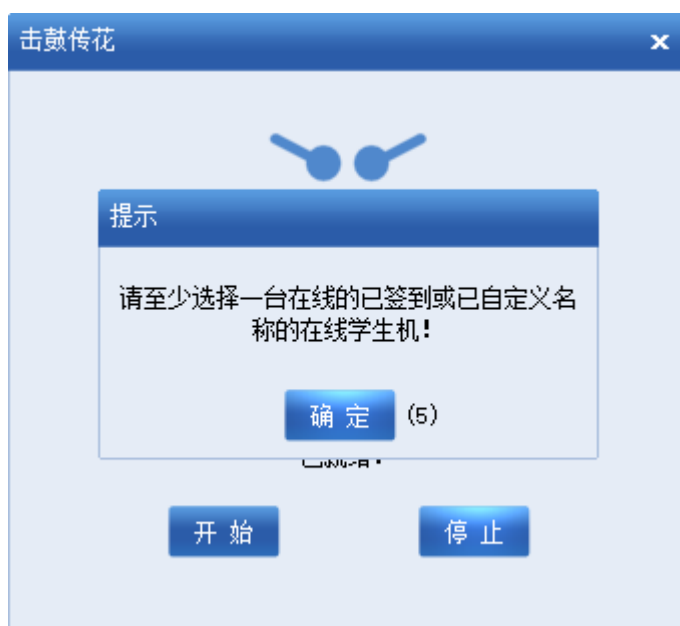 击鼓传花
×
提示
请至少选择一台在线的已签到或已自定义名
称的在线学生机!
确 定 (5)
开 始 停 止